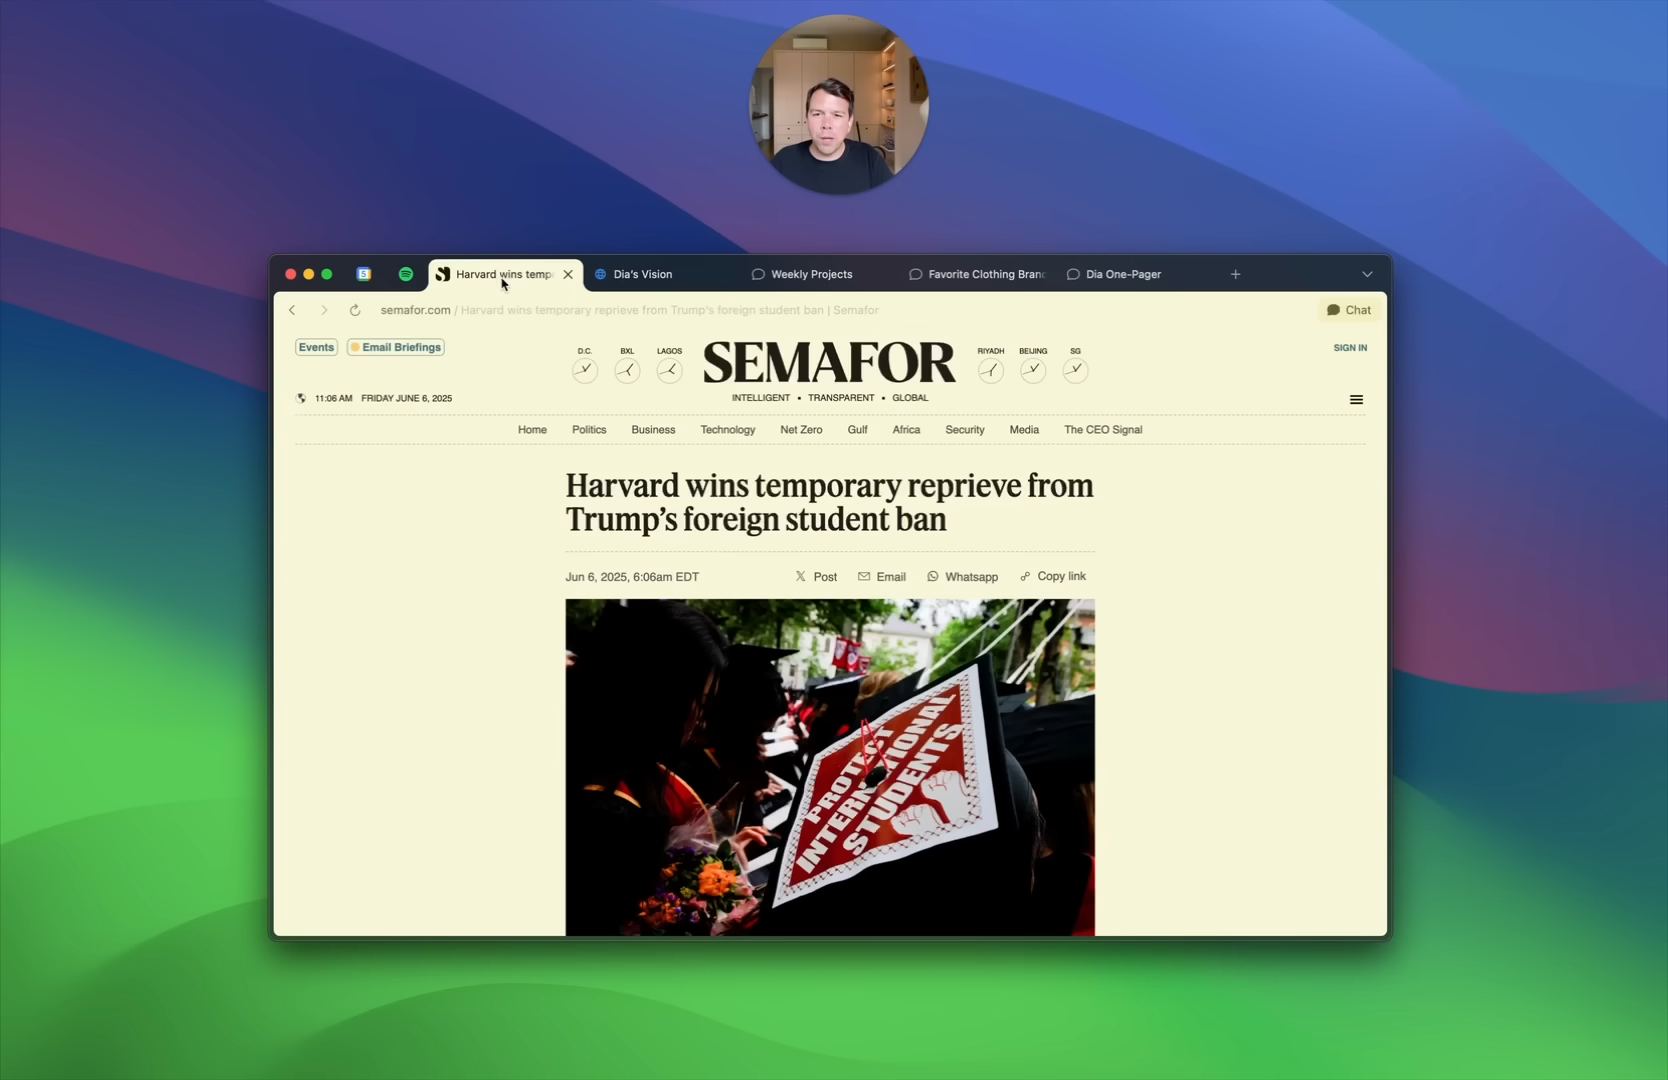 Harvard wins temp
Dia's Vision
Weekly Projects
Favorite Clothing Branc
Dia One-Pager
semafor.com / Harvard wins temporary reprieve from Trump's foreign student ban | Semafor
Chat
Events
Email Briefings
D.C.
BXL
LAGOS
SEMAFOR
RIYADH
BEIJING
SG
SIGN IN
11:06 AM FRIDAY JUNE 6, 2025
INTELLIGENT • TRANSPARENT • GLOBAL
Home Politics Business Technology Net Zero Gulf Africa Security Media The CEO Signal
Harvard wins temporary reprieve from
Trump’s foreign student ban
Jun 6, 2025, 6:06am EDT
Post
Email
Whatsapp
Copy link
PROTECT
INTERNATIONAL
STUDENTS